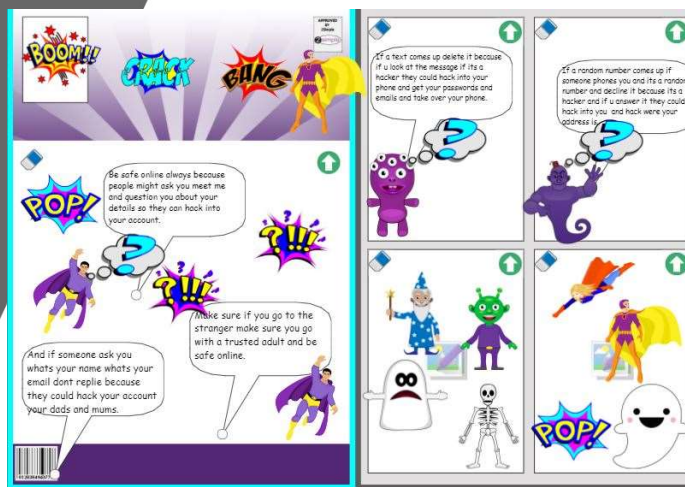 BOOM!!
CRACK
BANG
APPROVED
BY
POP!
Be safe online always because
people might ask you meet me
and question you about your
details so they can hack into
your account.
?
?!!!
?!!!
Make sure if you go to the
stranger make sure you go
with a trusted adult and be
safe online.
And if someone ask you
whats your name whats your
email dont replie because
they could hack your account
your dads and mums.
If a text comes up delete it because
if u look at the message if its a
hacker they could hack into your
phone and get your passwords and
emails and take over your phone.
?
If a random number comes up if
someone phones you and its a random
number and decline it because its a
hacker and if u answer it they could
hack into you and hack were your
address is
?
POP!